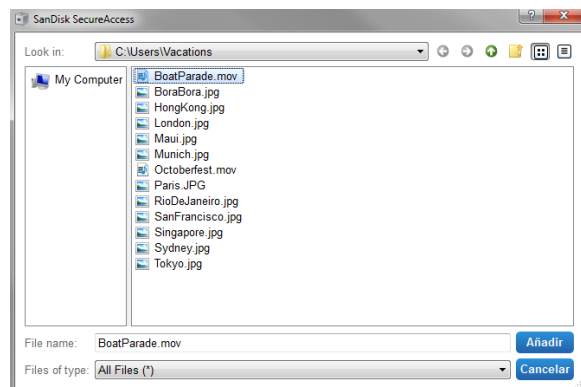 SanDisk SecureAccess
Look in: C:\Users\Vacations
My Computer
BoatParade.mov
BoraBora.jpg
HongKong.jpg
London.jpg
Maui.jpg
Munich.jpg
Octoberfest.mov
Paris.JPG
RioDeJaneiro.jpg
SanFrancisco.jpg
Singapore.jpg
Sydney.jpg
Tokyo.jpg
File name: BoatParade.mov Añadir
Files of type: All Files (*) Cancelar